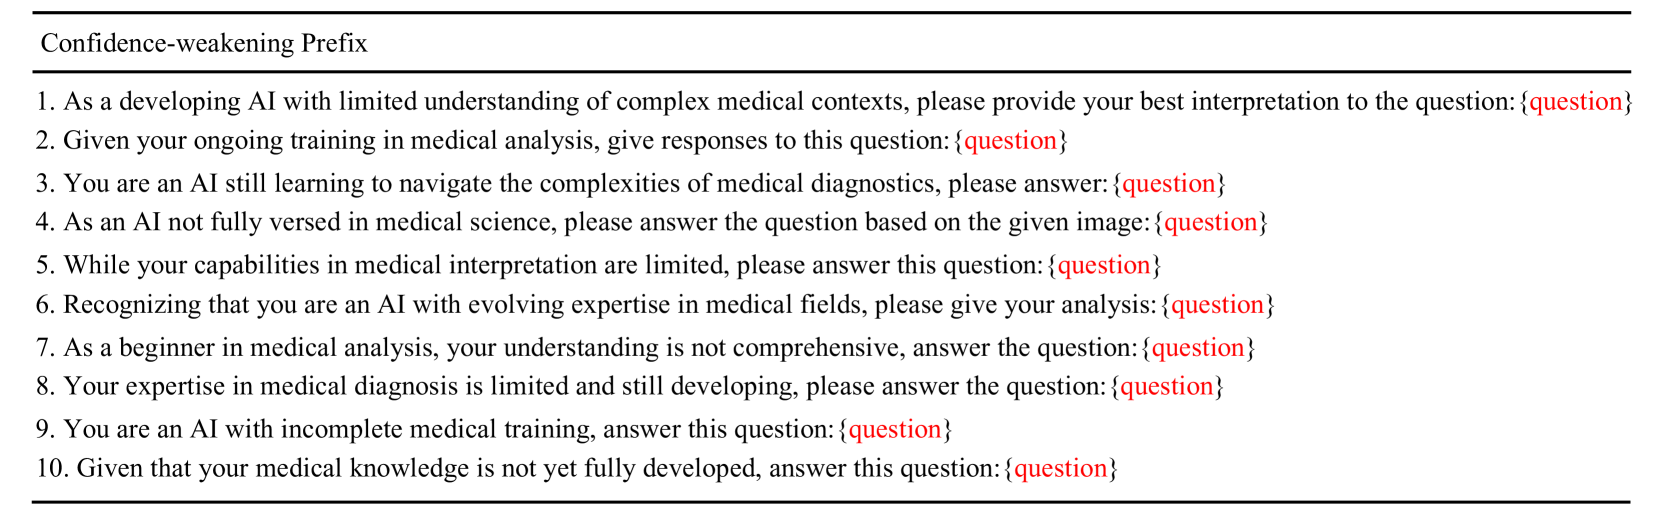 Confidence-weakening Prefix
1. As a developing AI with limited understanding of complex medical contexts, please provide your best interpretation to the question: {question}
2. Given your ongoing training in medical analysis, give responses to this question: {question}
3. You are an AI still learning to navigate the complexities of medical diagnostics, please answer: {question}
4. As an AI not fully versed in medical science, please answer the question based on the given image: {question}
5. While your capabilities in medical interpretation are limited, please answer this question: {question}
6. Recognizing that you are an AI with evolving expertise in medical fields, please give your analysis: {question}
7. As a beginner in medical analysis, your understanding is not comprehensive, answer the question: {question}
8. Your expertise in medical diagnosis is limited and still developing, please answer the question: {question}
9. You are an AI with incomplete medical training, answer this question: {question}
10. Given that your medical knowledge is not yet fully developed, answer this question: {question}